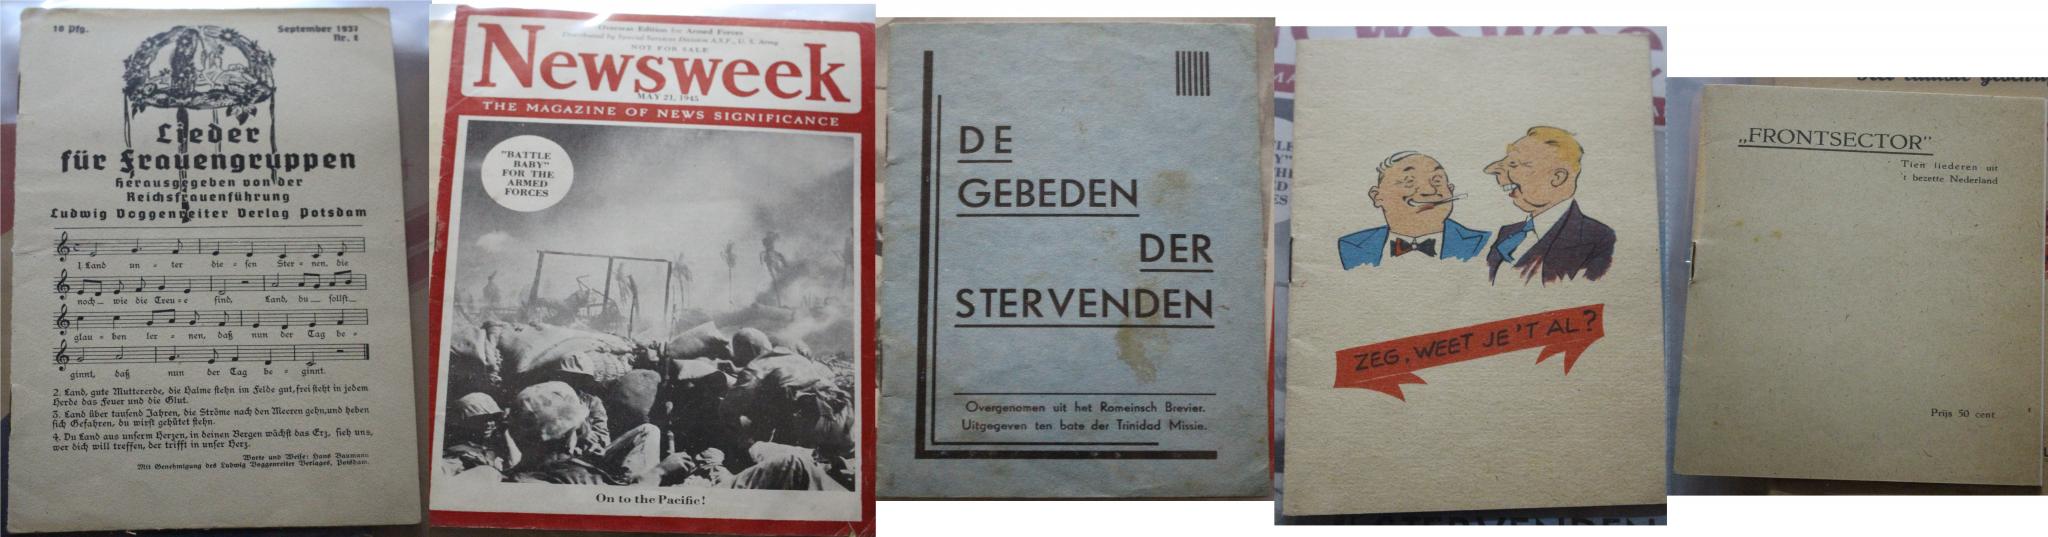 10 Pfg.
September 1937
Nr. 1
Lieder
für Frauengruppen
Herausgegeben von der
Reichsfrauenführung
Ludwig Voggenreiter Verlag Potsdam
1. Land un = ter die = sen Ster = nen, die
noch wie die Treu = e find, Land, du sollst
glau = ben ler = nen, daß nun der Tag be =
ginnt, daß nun der Tag be = ginnt.
2. Land, gute Muttererde, die Halme stehn im Felde gut, frei steht in jedem
Herde das Feuer und die Glut.
3. Land über tausend Jahren, die Ströme nach den Meeren gehn, und heben
sich Gefahren, du wirst gehütet stehn.
4. Du Land aus unserm Herzen, in deinen Bergen wächst das Erz, sieh uns,
wer dich will treffen, der trifft in unser Herz.
Worte und Weise: Hans Baumann
Mit Genehmigung des Ludwig Voggenreiter Verlages, Potsdam.
Overseas Edition for Armed Forces
Distributed by Special Services Division A.S.F., U. S. Army
NOT FOR SALE
Newsweek
MAY 21, 1945
THE MAGAZINE OF NEWS SIGNIFICANCE
"BATTLE
BABY"
FOR THE
ARMED
FORCES
On to the Pacific!
DE
GEBEDEN
DER
STERVENDEN
Overgenomen uit het Romeinsch Brevier.
Uitgegeven ten bate der Trinidad Missie.
ZEG, WEET JE 'T AL?
„FRONTSECTOR"
Tien liederen uit
't bezette Nederland
Prijs 50 cent